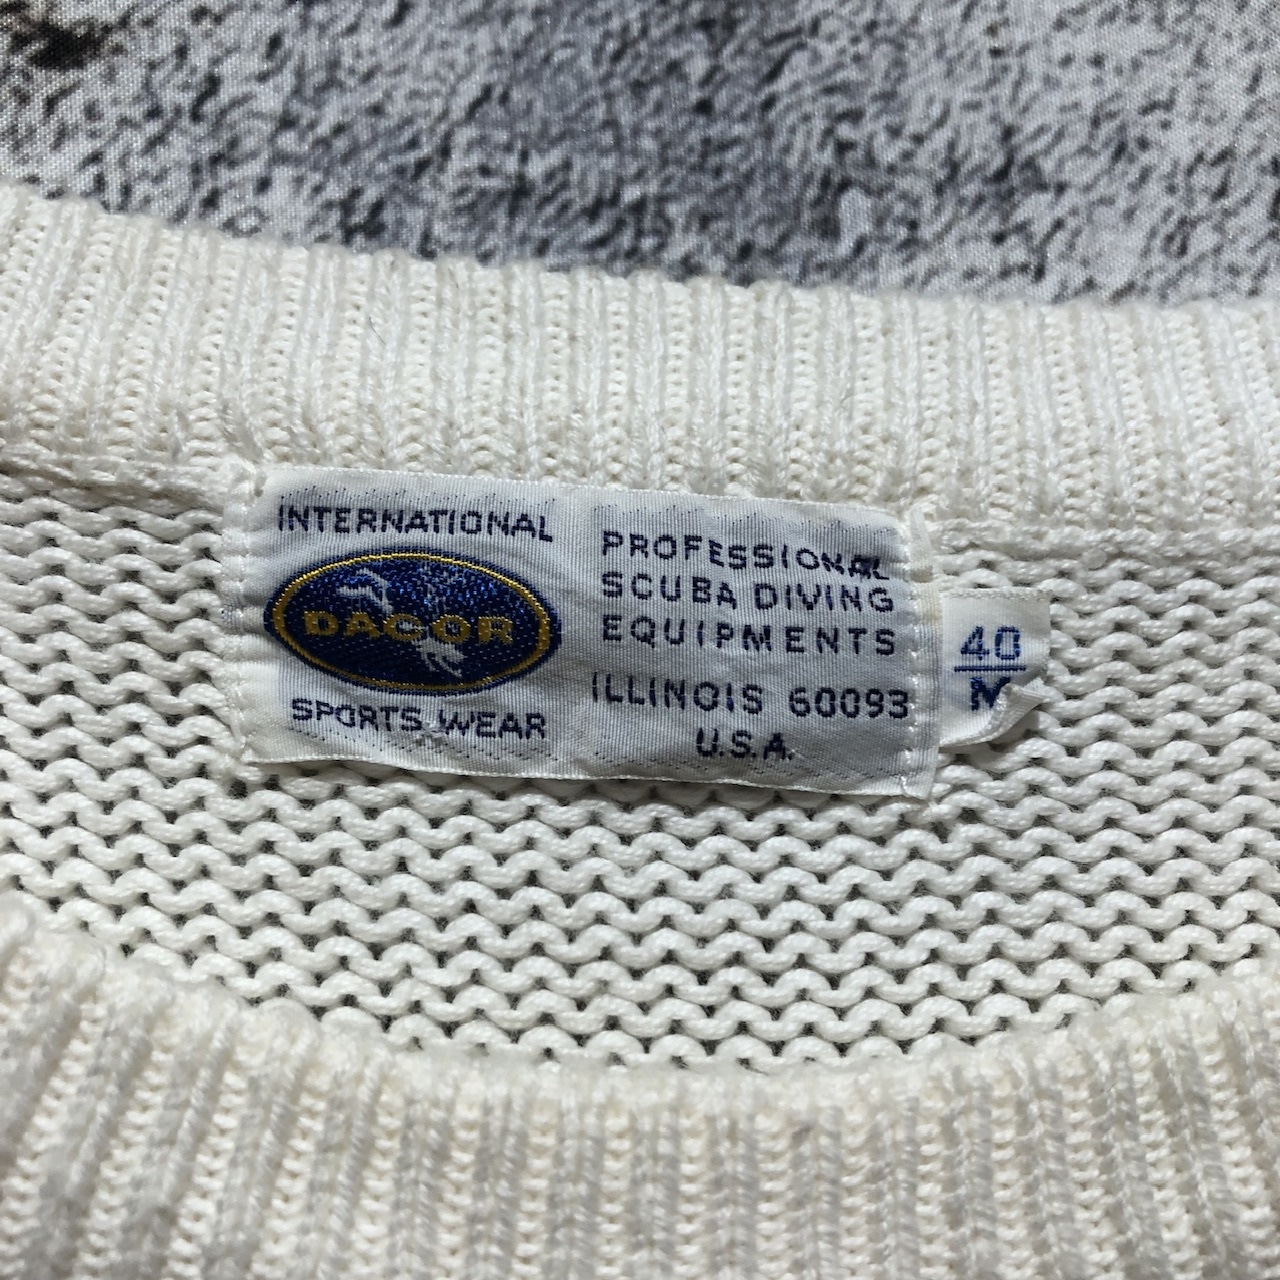 INTERNATIONAL
DACOR
SPORTS WEAR
PROFESSIONAL
SCUBA DIVING
EQUIPMENTS
ILLINOIS 60093
U.S.A.
40
M